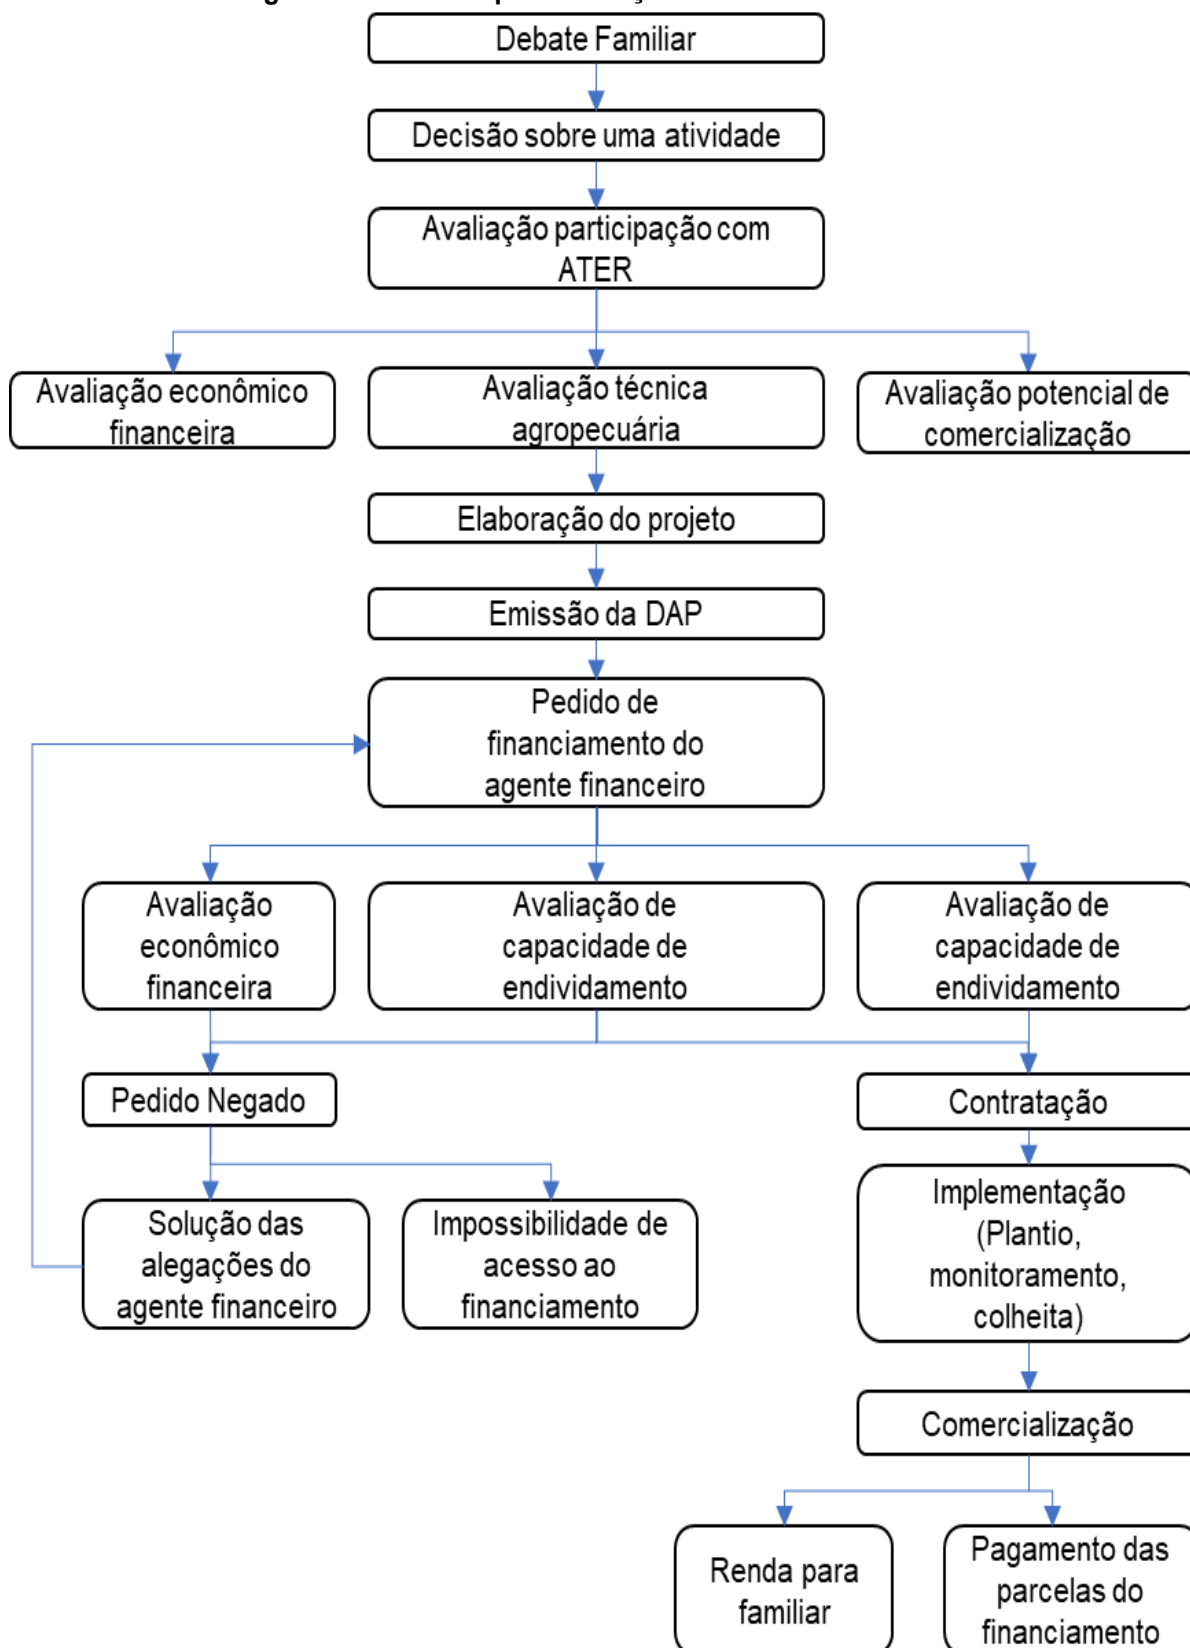 Debate Familiar
Decisão sobre uma atividade
Avaliação participação com
ATER
Avaliação econômico
financeira
Avaliação técnica
agropecuária
Avaliação potencial de
comercialização
Elaboração do projeto
Emissão da DAP
Pedido de
financiamento do
agente financeiro
Avaliação
econômico
financeira
Avaliação de
capacidade de
endividamento
Avaliação de
capacidade de
endividamento
Pedido Negado
Contratação
Solução das
alegações do
agente financeiro
Impossibilidade de
acesso ao
financiamento
Implementação
(Plantio,
monitoramento,
colheita)
Comercialização
Renda para
familiar
Pagamento das
parcelas do
financiamento